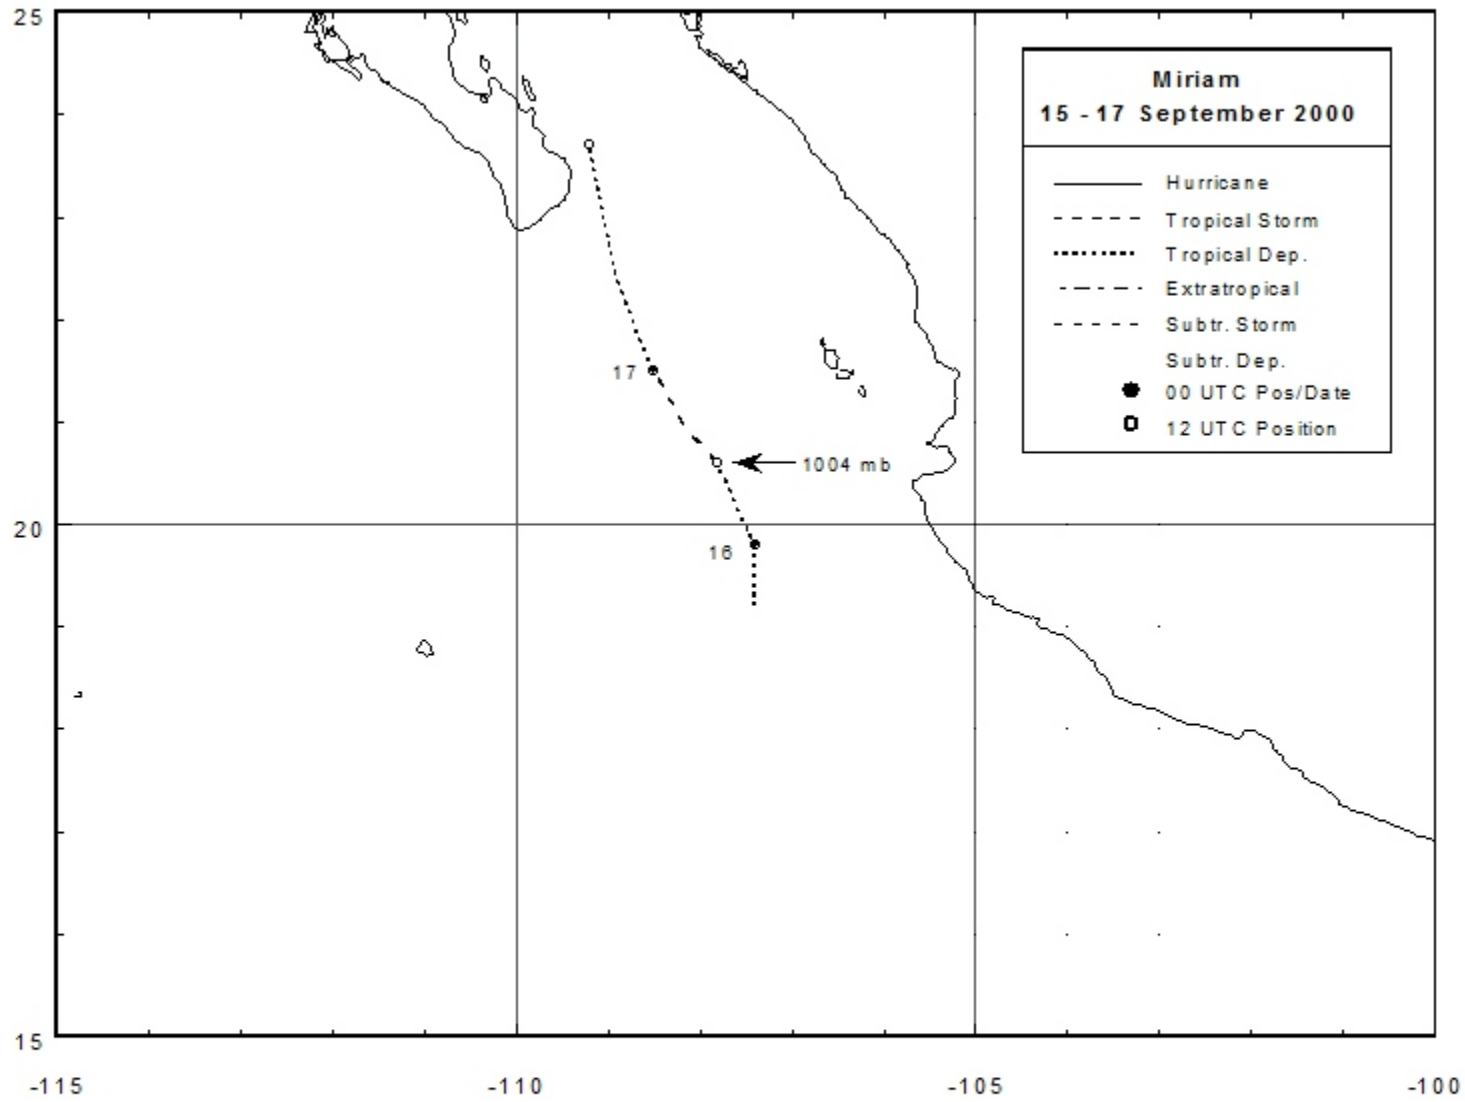 25
Miriam
15 - 17 September 2000
Hurricane
Tropical Storm
Tropical Dep.
Extratropical
Subtr. Storm
Subtr. Dep.
00 UTC Pos/Date
12 UTC Position
17
1004 mb
20
16
15
-115
-110
-105
-100